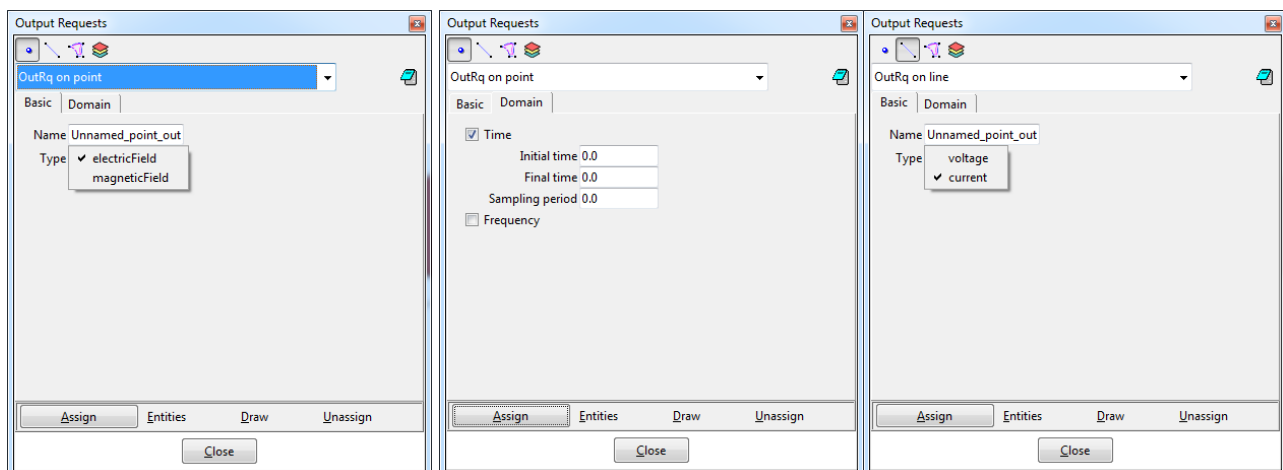 Output Requests
OutRq on point
Basic Domain
Name Unnamed_point_out
Type electricField
magneticField
Assign Entities Draw Unassign
Close
Output Requests
OutRq on point
Basic Domain
Time
Initial time 0.0
Final time 0.0
Sampling period 0.0
Frequency
Assign Entities Draw Unassign
Close
Output Requests
OutRq on line
Basic Domain
Name Unnamed_point_out
Type voltage
current
Assign Entities Draw Unassign
Close